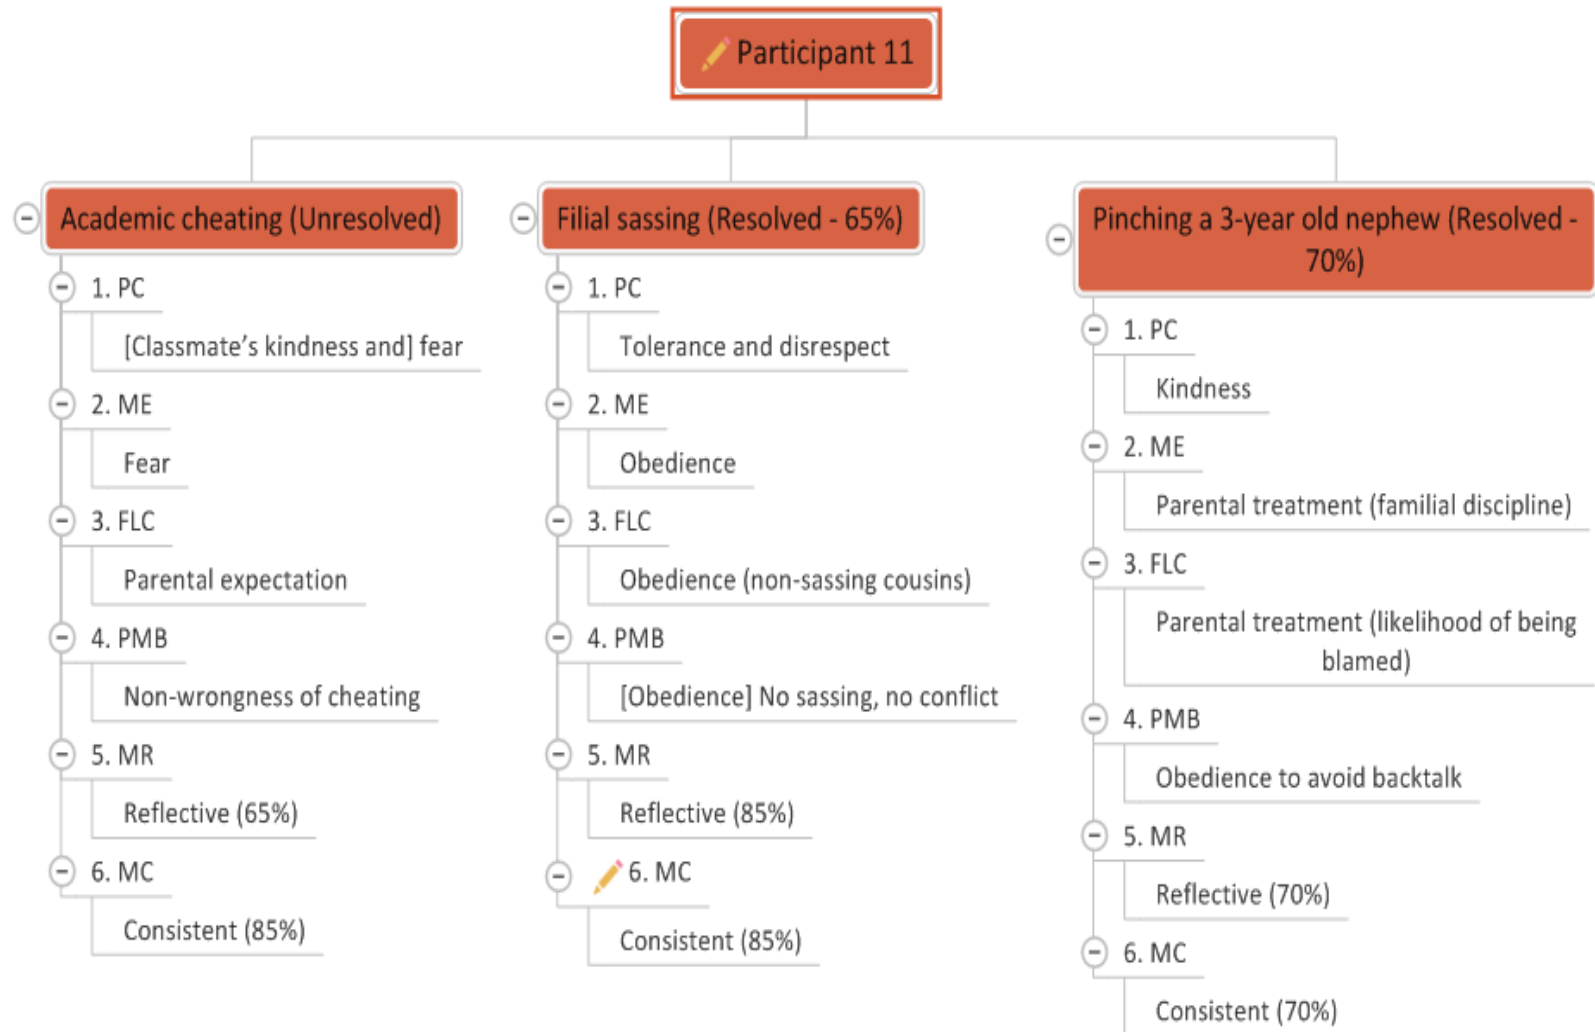 Participant 11
Academic cheating (Unresolved)
1. PC
[Classmate’s kindness and] fear
2. ME
Fear
3. FLC
Parental expectation
4. PMB
Non-wrongness of cheating
5. MR
Reflective (65%)
6. MC
Consistent (85%)
Filial sassing (Resolved - 65%)
1. PC
Tolerance and disrespect
2. ME
Obedience
3. FLC
Obedience (non-sassing cousins)
4. PMB
[Obedience] No sassing, no conflict
5. MR
Reflective (85%)
6. MC
Consistent (85%)
Pinching a 3-year old nephew (Resolved -
70%)
1. PC
Kindness
2. ME
Parental treatment (familial discipline)
3. FLC
Parental treatment (likelihood of being
blamed)
4. PMB
Obedience to avoid backtalk
5. MR
Reflective (70%)
6. MC
Consistent (70%)